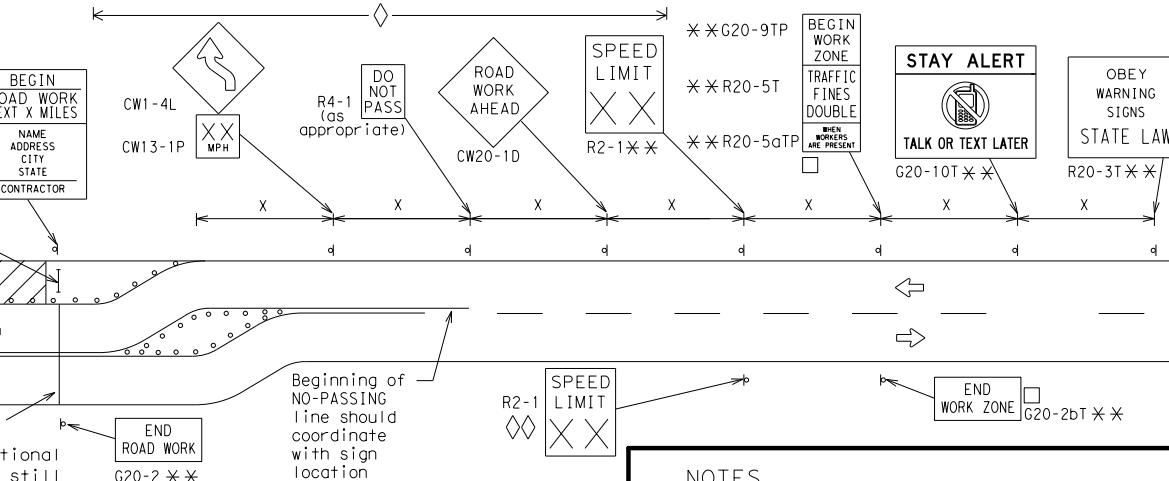 BEGIN
ROAD WORK
NEXT X MILES
NAME
ADDRESS
CITY
STATE
CONTRACTOR
CW1-4L
CW13-1P
XX
MPH
R4-1
(as
appropriate)
DO
NOT
PASS
ROAD
WORK
AHEAD
CW20-1D
SPEED
LIMIT
XX
R2-1**
**G20-9TP
**R20-5T
**R20-5aTP
BEGIN
WORK
ZONE
TRAFFIC
FINES
DOUBLE
WHEN
WORKERS
ARE PRESENT
STAY ALERT
TALK OR TEXT LATER
G20-10T **
OBEY
WARNING
SIGNS
STATE LAW
R20-3T **
X X X X X X X
Beginning of
NO-PASSING
line should
coordinate
with sign
location
R2-1
SPEED
LIMIT
XX
END
WORK ZONE
G20-2bT **
END
ROAD WORK
G20-2 **
tional
still
NOTES